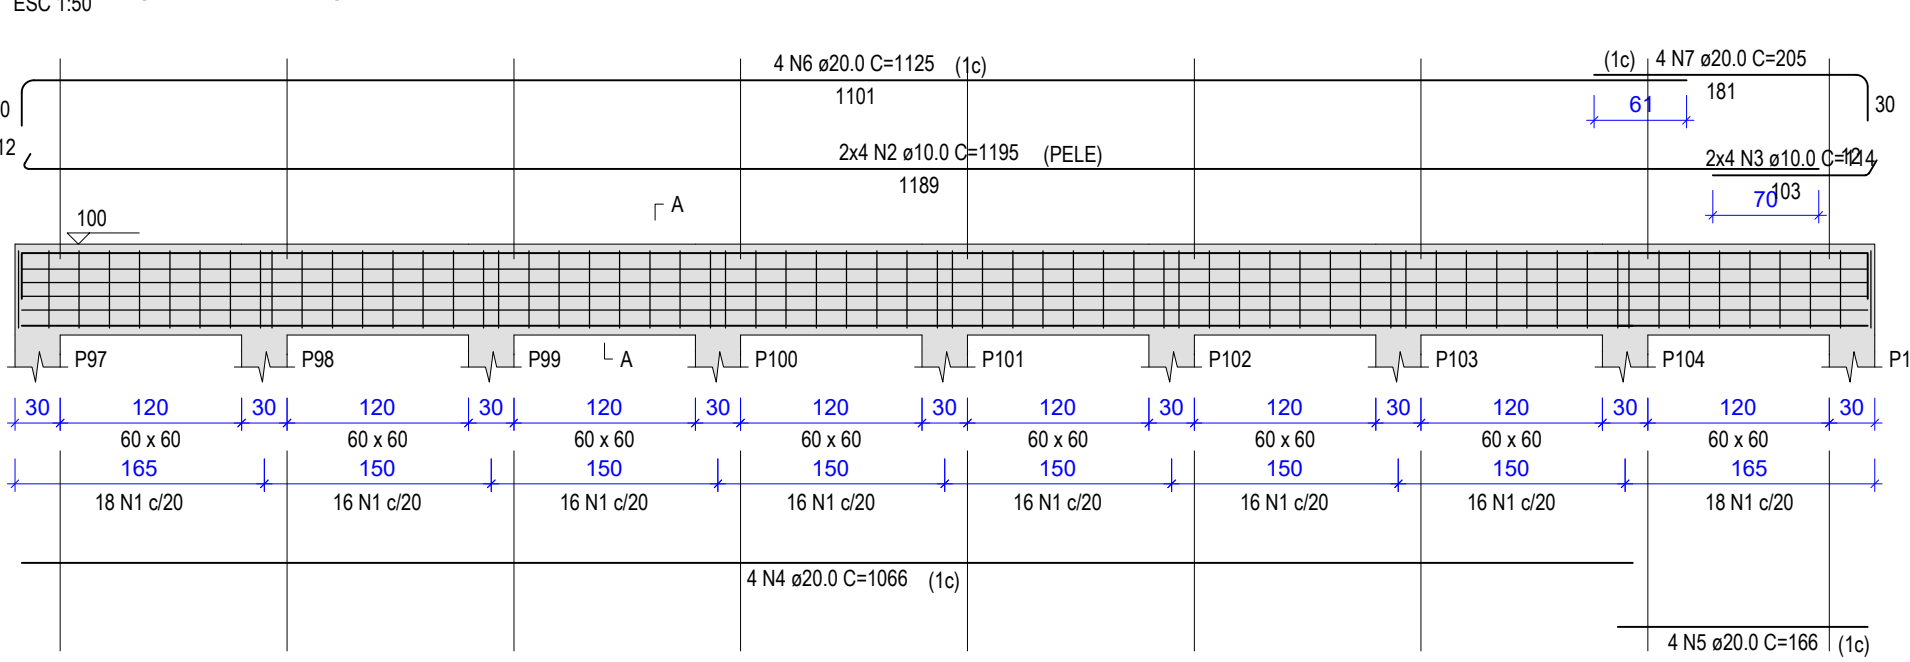 ESC 1:50
4 N6 ø20.0 C=1125 (1c)
(1c) 4 N7 ø20.0 C=205
1101
181
61
0
30
12
2x4 N2 ø10.0 C=1195 (PELE)
2x4 N3 ø10.0 C=114
12
1189
103
70
A
100
P97 P98 P99 A P100 P101 P102 P103 P104 P1
30 120 30 120 30 120 30 120 30 120 30 120 30 120 30 120 30
60 x 60 60 x 60 60 x 60 60 x 60 60 x 60 60 x 60 60 x 60 60 x 60
165 150 150 150 150 150 150 165
18 N1 c/20 16 N1 c/20 16 N1 c/20 16 N1 c/20 16 N1 c/20 16 N1 c/20 16 N1 c/20 18 N1 c/20
4 N4 ø20.0 C=1066 (1c)
4 N5 ø20.0 C=166 (1c)